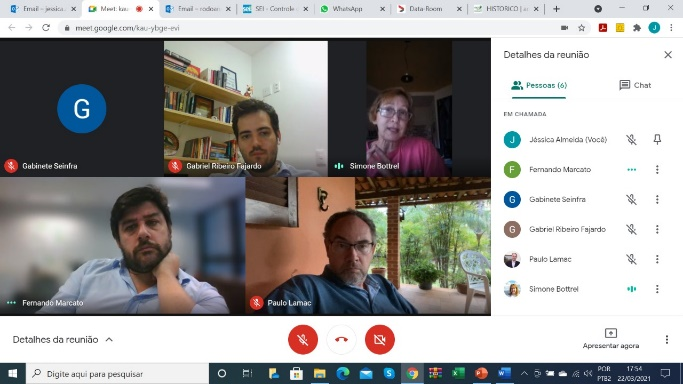 Email – jessica.
Meet: kau
Email – rodoe
SEI - Controle d
WhatsApp
Data-Room
HISTORICO | i
meet.google.com/kau-ybge-evi
J
Detalhes da reunião
Pessoas (6)
Chat
EM CHAMADA
J Jéssica Almeida (Você)
F Fernando Marcato
G Gabinete Seinfra
G Gabriel Ribeiro Fajardo
Paulo Lamac
Simone Bottrel
G
Gabinete Seinfra
Gabriel Ribeiro Fajardo
Simone Bottrel
Fernando Marcato
Paulo Lamac
Detalhes da reunião
Apresentar agora
Digite aqui para pesquisar
POR
PTB2
17:54
22/03/2021